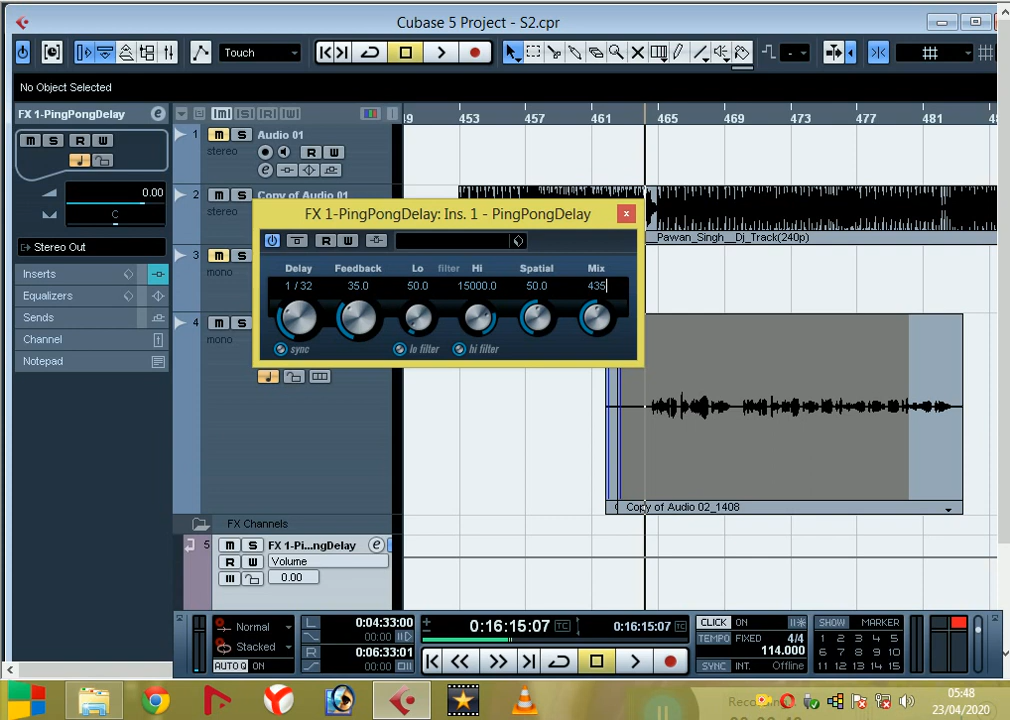 Cubase 5 Project - S2.cpr
Touch
No Object Selected
FX 1-PingPongDelay
m S R W
0.00
C
Stereo Out
Inserts
Equalizers
Sends
Channel
Notepad
453 457 461 465 469 473 477 481
1 m S Audio 01
stereo
R W
2 m S Copy of Audio 01
stereo
Pawan_Singh_Dj_Track(240p)
3 m S
mono
4 m S
mono
FX 1-PingPongDelay: Ins. 1 - PingPongDelay
R W
Delay Feedback Lo filter Hi Spatial Mix
1 / 32 35.0 50.0 15000.0 50.0 435
sync lo filter hi filter
Copy of Audio 02_1408
FX Channels
5 m S FX 1-Pi...ngDelay
R W Volume
0.00
Normal
Stacked
AUTO Q ON
L 0:04:33:00
00:00
R 0:06:33:01
00:00
0:16:15:07 TC
0:16:15:07 TC
CLICK ON
TEMPO FIXED 4/4
114.000
SYNC INT. Offline
SHOW MARKER
1 2 3 4 5
6 7 8 9 10
11 12 13 14 15
05:48
23/04/2020